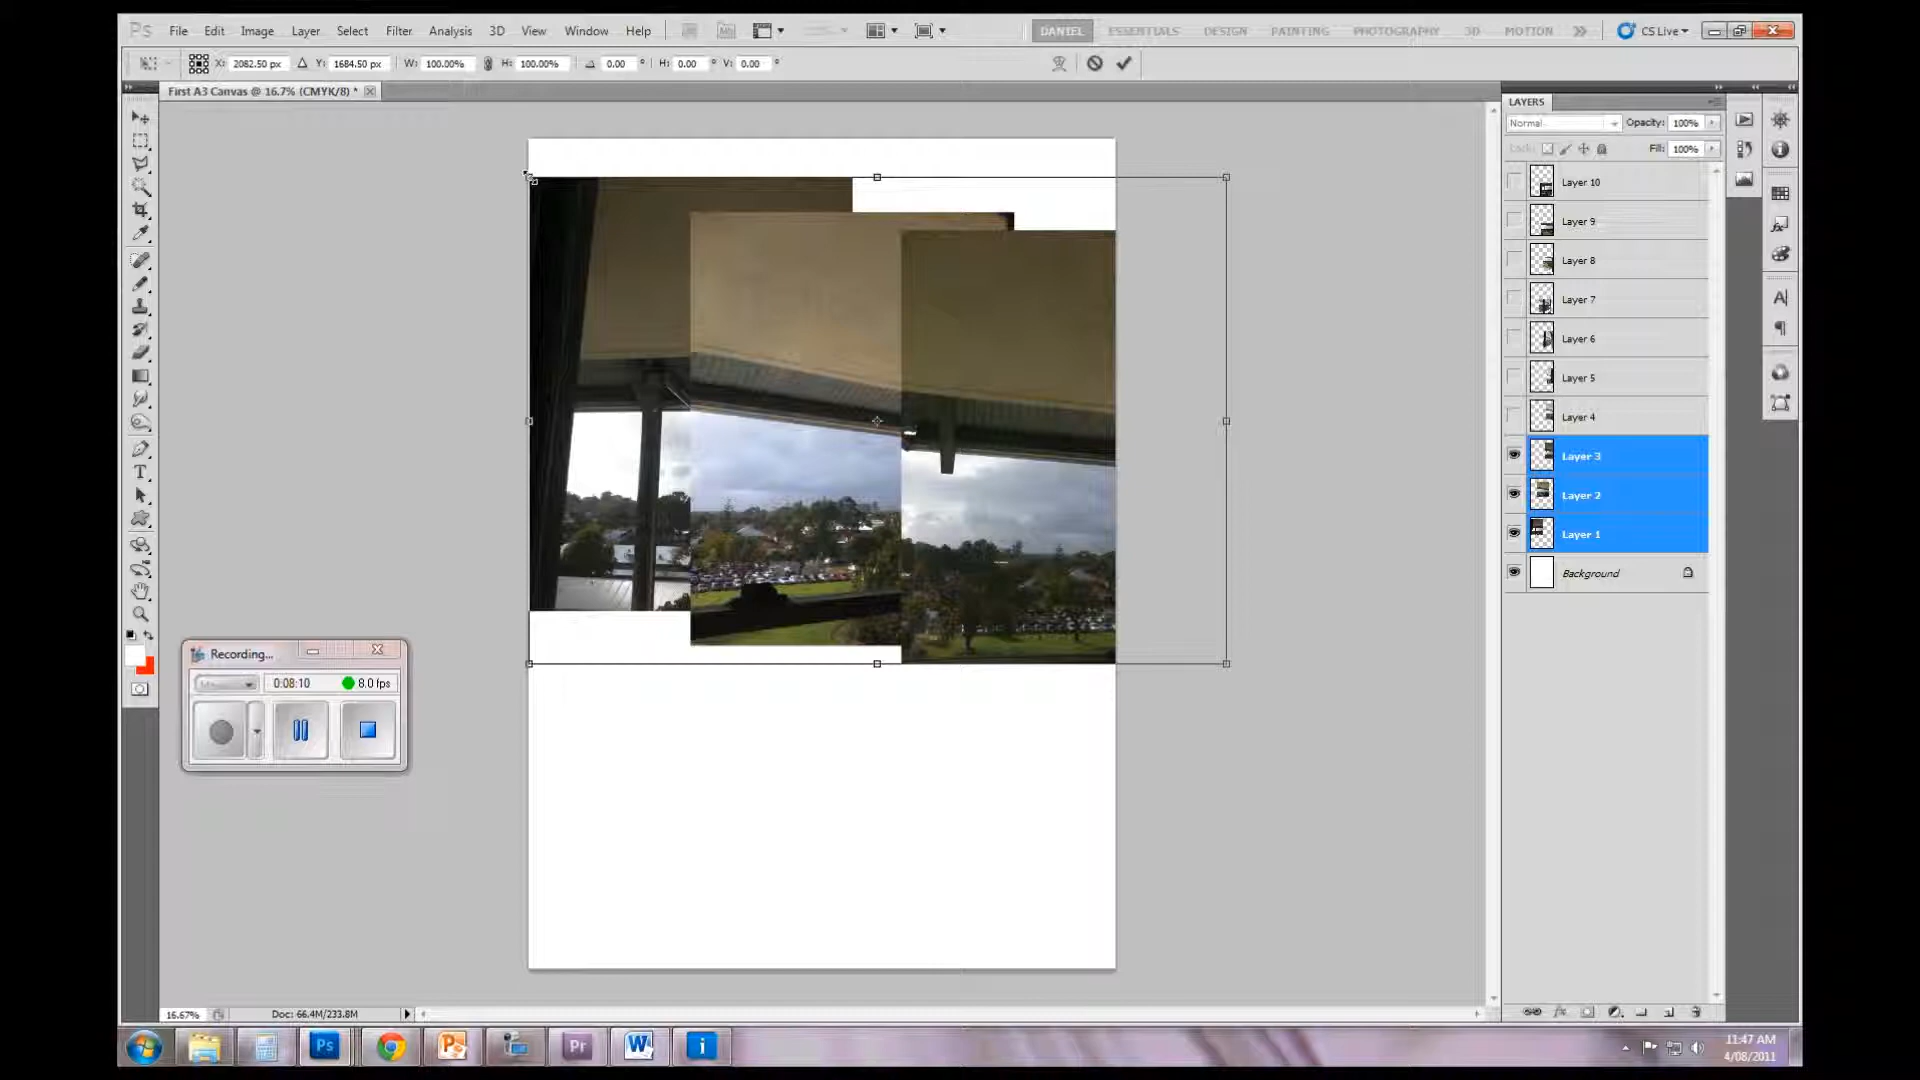 Ps File Edit Image Layer Select Filter Analysis 3D View Window Help DANIEL ESSENTIALS DESIGN PAINTING PHOTOGRAPHY 3D MOTION CS Live
X: 2082.50 px Y: 1684.50 px W: 100.00% H: 100.00% 0.00 ° H: 0.00 ° V: 0.00 °
First A3 Canvas @ 16.7% (CMYK/8) *
LAYERS
Normal Opacity: 100%
Lock: Fill: 100%
Layer 10
Layer 9
Layer 8
Layer 7
Layer 6
Layer 5
Layer 4
Layer 3
Layer 2
Layer 1
Background
Recording...
0:08:10 8.0 fps
16.67% Doc: 66.4M/233.8M
Ps Pr W
11:47 AM
4/08/2011